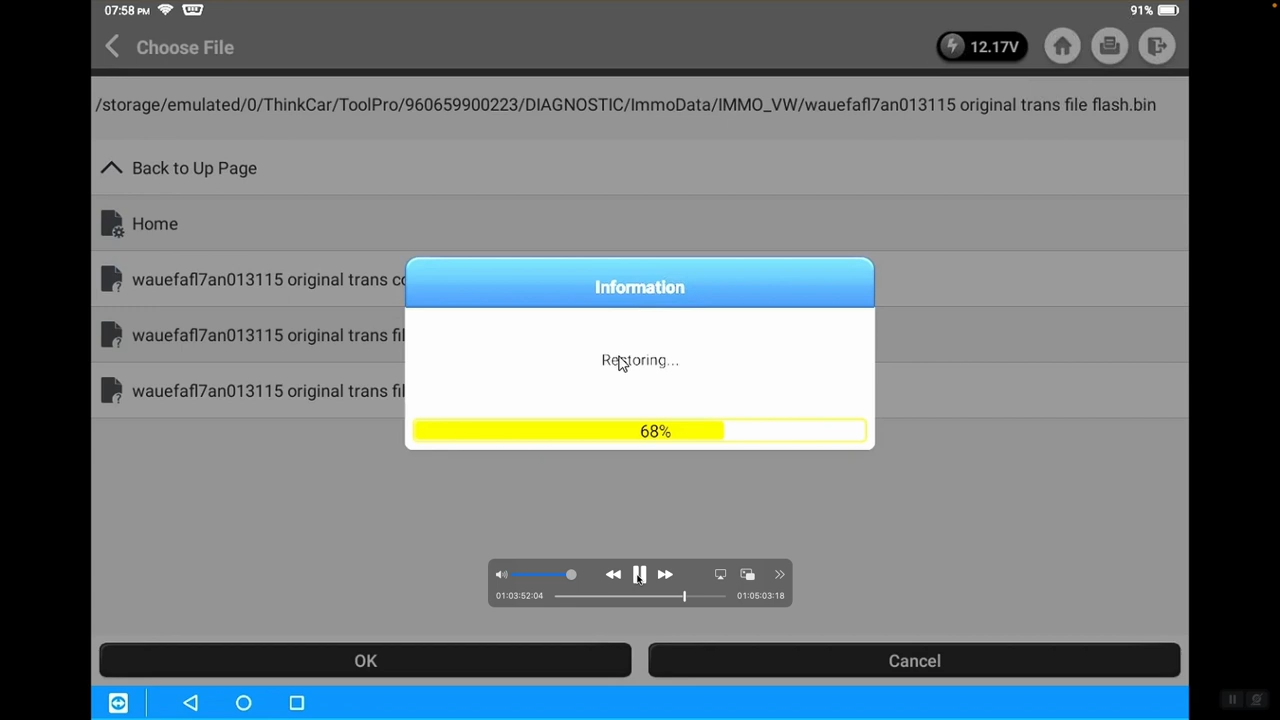 07:58 PM
91%
Choose File
12.17V
/storage/emulated/0/ThinkCar/ToolPro/960659900223/DIAGNOSTIC/ImmoData/IMMO_VW/wauefafl7an013115 original trans file flash.bin
Back to Up Page
Home
wauefafl7an013115 original trans co
wauefafl7an013115 original trans fil
wauefafl7an013115 original trans fil
Information
Restoring...
68%
01:03:52:04
01:05:03:18
OK
Cancel